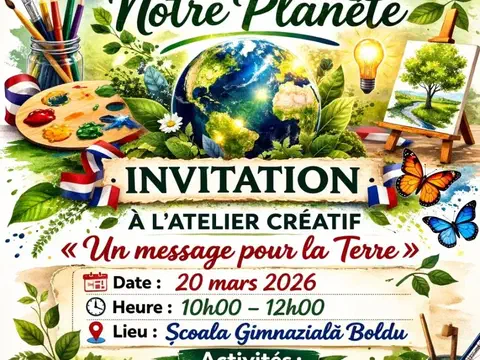 Notre Planète
INVITATION
À L'ATELIER CRÉATIF
« Un message pour la Terre »
Date : 20 mars 2026
Heure : 10h00 – 12h00
Lieu : Școala Gimnazială Boldu
Activités :